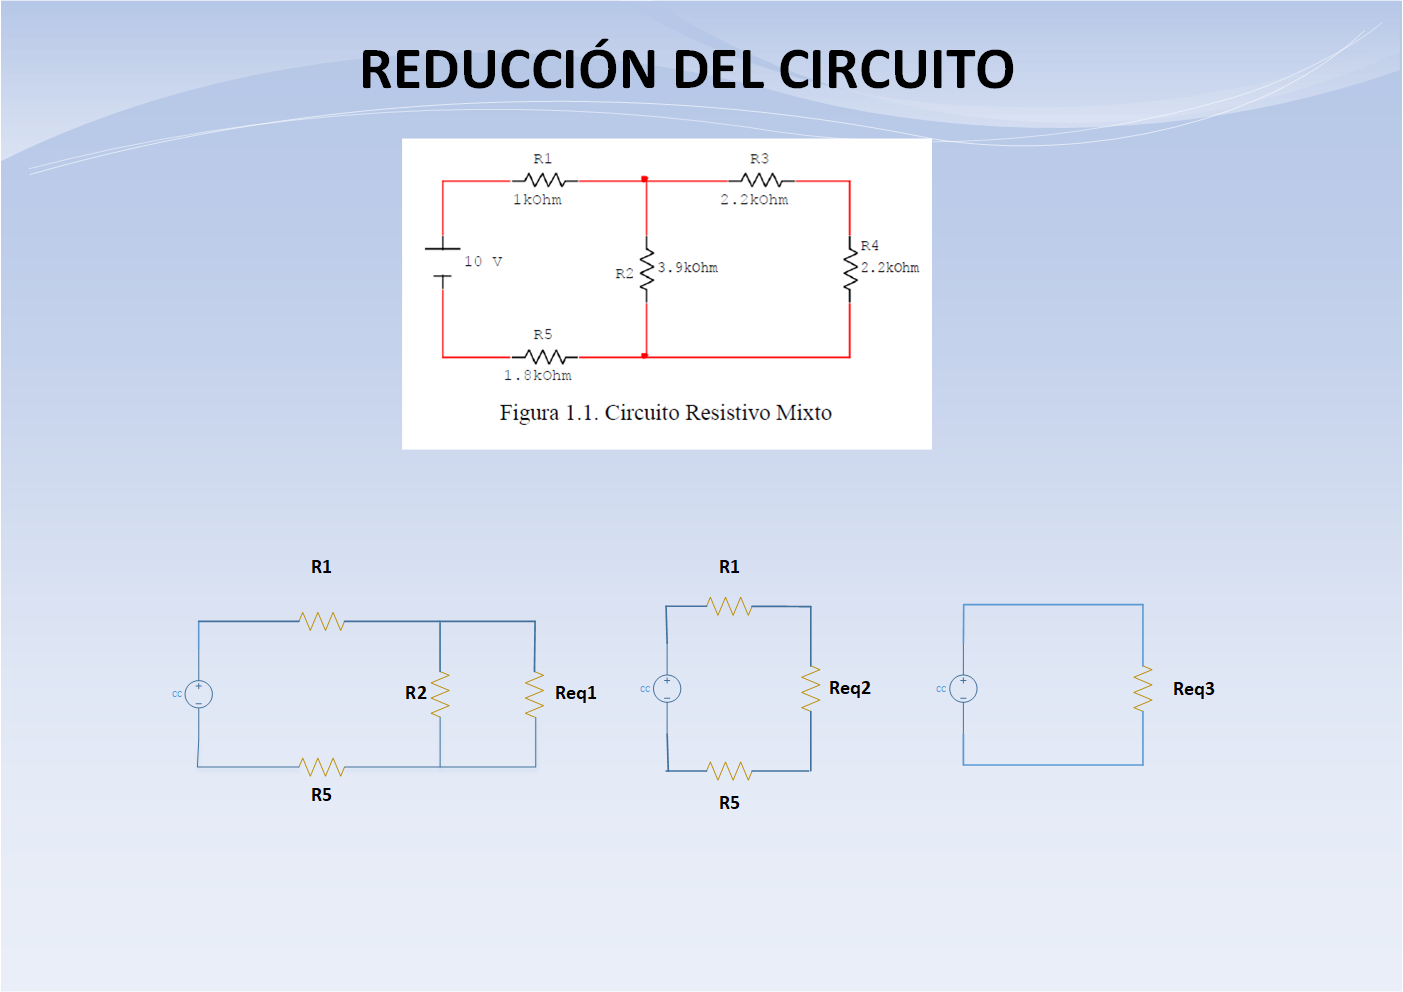 REDUCCIÓN DEL CIRCUITO
R1
R3
1kOhm
2.2kOhm
R4
10 V
R2
3.9kOhm
2.2kOhm
R5
1.8kOhm
Figura 1.1. Circuito Resistivo Mixto
R1
R1
cc
+
−
R2
Req1
cc
+
−
Req2
cc
+
−
Req3
R5
R5